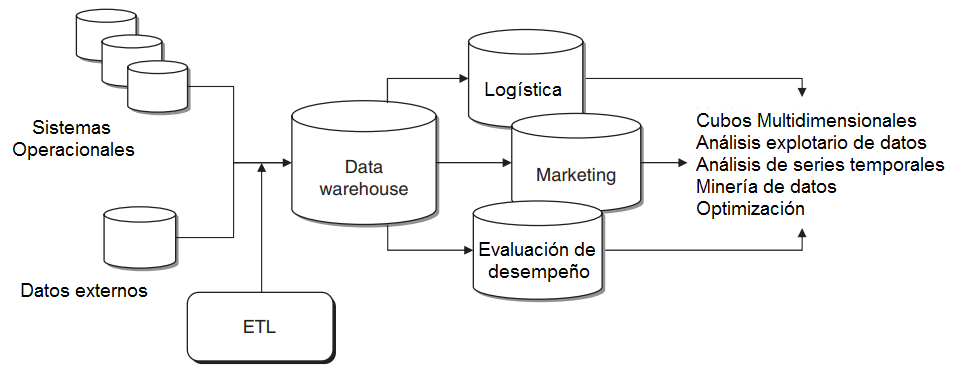 Sistemas
Operacionales
Datos externos
ETL
Data
warehouse
Logística
Marketing
Evaluación de
desempeño
Cubos Multidimensionales
Análisis explotario de datos
Análisis de series temporales
Minería de datos
Optimización